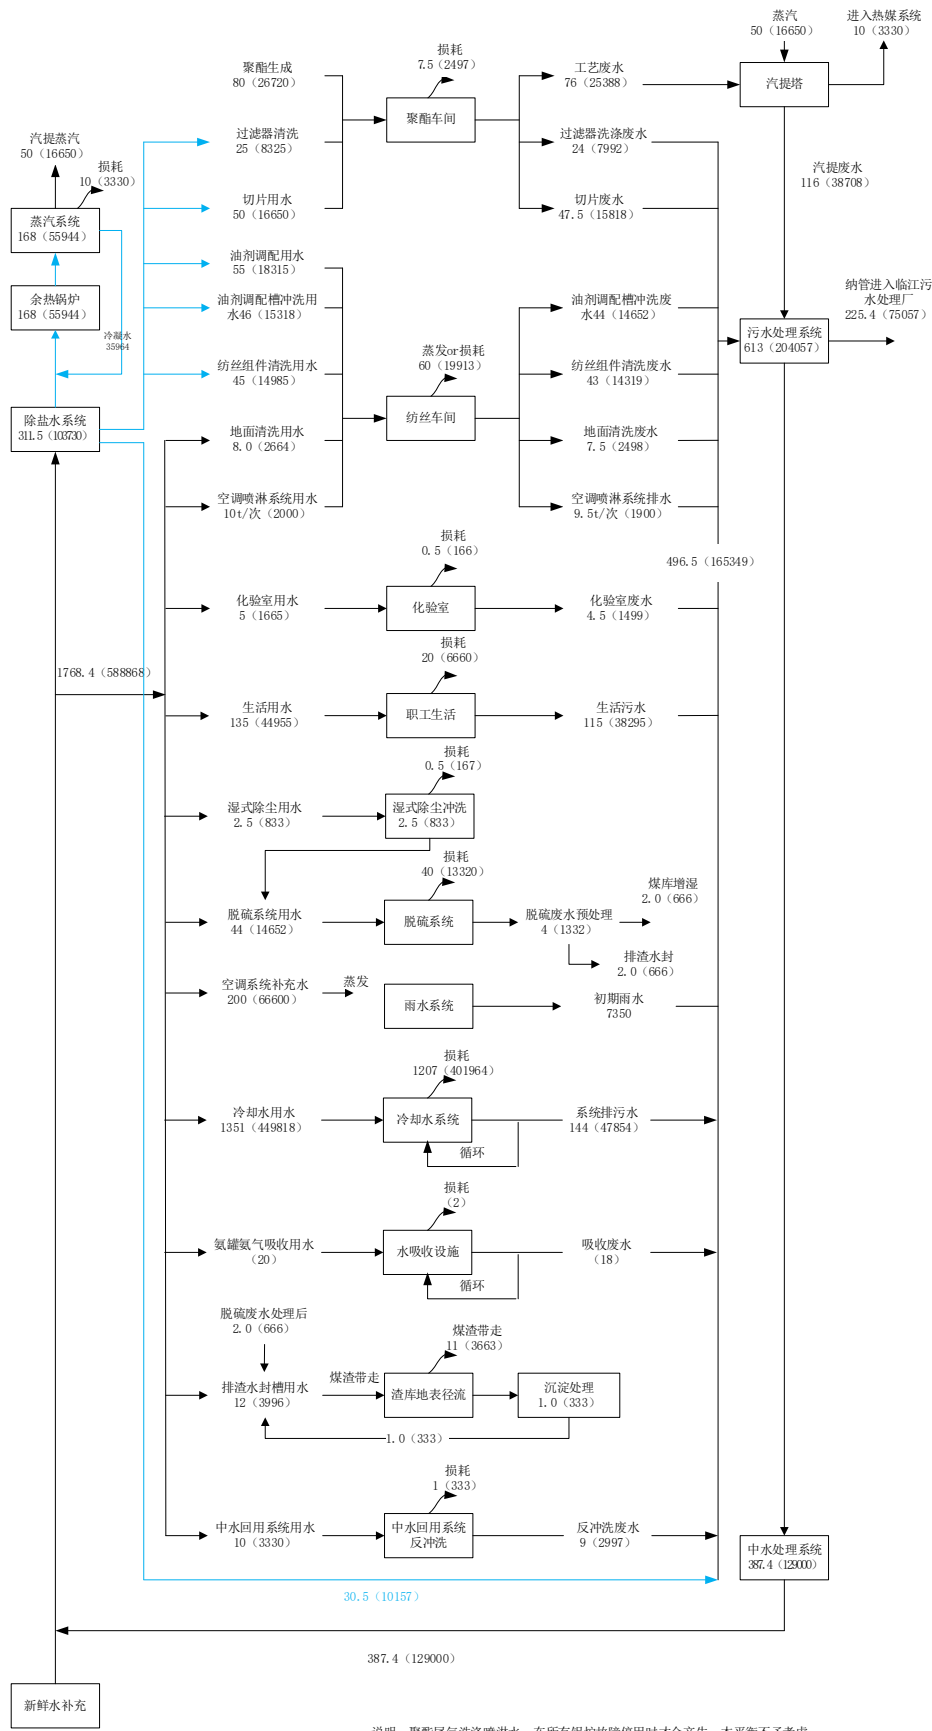 蒸汽
50（16650）
进入热媒系统
10（3330）
汽提塔
损耗
7.5（2497）
聚酯生成
80（26720）
聚酯车间
工艺废水
76（25388）
过滤器清洗
25（8325）
过滤器洗涤废水
24（7992）
汽提蒸汽
50（16650）
损耗
10（3330）
汽提废水
116（38708）
切片用水
50（16650）
切片废水
47.5（15818）
蒸汽系统
168（55944）
油剂调配用水
55（18315）
余热锅炉
168（55944）
油剂调配槽冲洗用
水46（15318）
油剂调配槽冲洗废
水44（14652）
纳管进入临江污
水处理厂
225.4（75057）
冷凝水
35964
污水处理系统
613（204057）
蒸发or损耗
60（19913）
纺丝组件清洗用水
45（14985）
纺丝组件清洗废水
43（14319）
除盐水系统
311.5（103730）
纺丝车间
地面清洗用水
8.0（2664）
地面清洗废水
7.5（2498）
空调喷淋系统用水
10t/次（2000）
空调喷淋系统排水
9.5t/次（1900）
损耗
0.5（166）
496.5（165349）
化验室用水
5（1665）
化验室
化验室废水
4.5（1499）
1768.4（588868）
损耗
20（6660）
生活用水
135（44955）
职工生活
生活污水
115（38295）
损耗
0.5（167）
湿式除尘用水
2.5（833）
湿式除尘冲洗
2.5（833）
损耗
40（13320）
煤库增湿
2.0（666）
脱硫系统用水
44（14652）
脱硫系统
脱硫废水预处理
4（1332）
排渣水封
2.0（666）
空调系统补充水
200（66600）
蒸发
雨水系统
初期雨水
7350
损耗
1207（401964）
冷却水用水
1351（449818）
冷却水系统
系统排污水
144（47854）
循环
损耗
（2）
氨罐氨气吸收用水
（20）
水吸收设施
吸收废水
（18）
循环
脱硫废水处理后
2.0（666）
煤渣带走
11（3663）
排渣水封槽用水
12（3996）
煤渣带走
渣库地表径流
沉淀处理
1.0（333）
1.0（333）
损耗
1（333）
中水回用系统用水
10（3330）
中水回用系统
反冲洗
反冲洗废水
9（2997）
中水处理系统
387.4（129000）
30.5（10157）
387.4（129000）
新鲜水补充